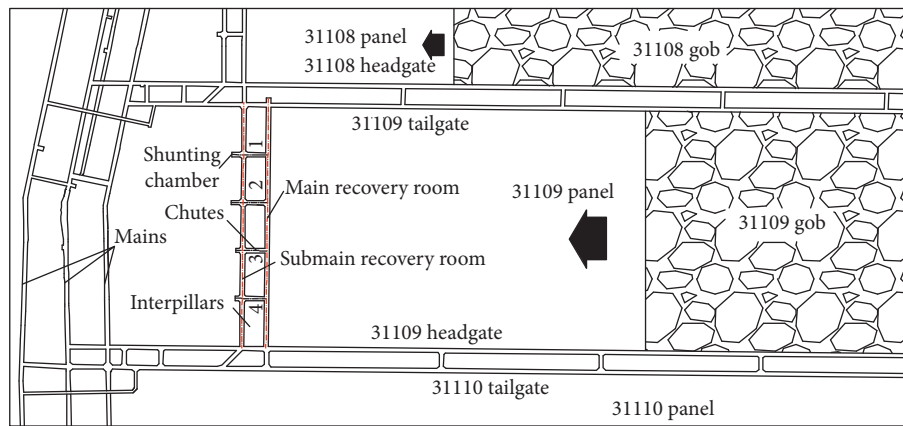 31108 panel
31108 headgate
31108 gob
31109 tailgate
1
Shunting
chamber
2
Main recovery room
31109 panel
Chutes
31109 gob
Mains
3
Submain recovery room
Interpillars
4
31109 headgate
31110 tailgate
31110 panel